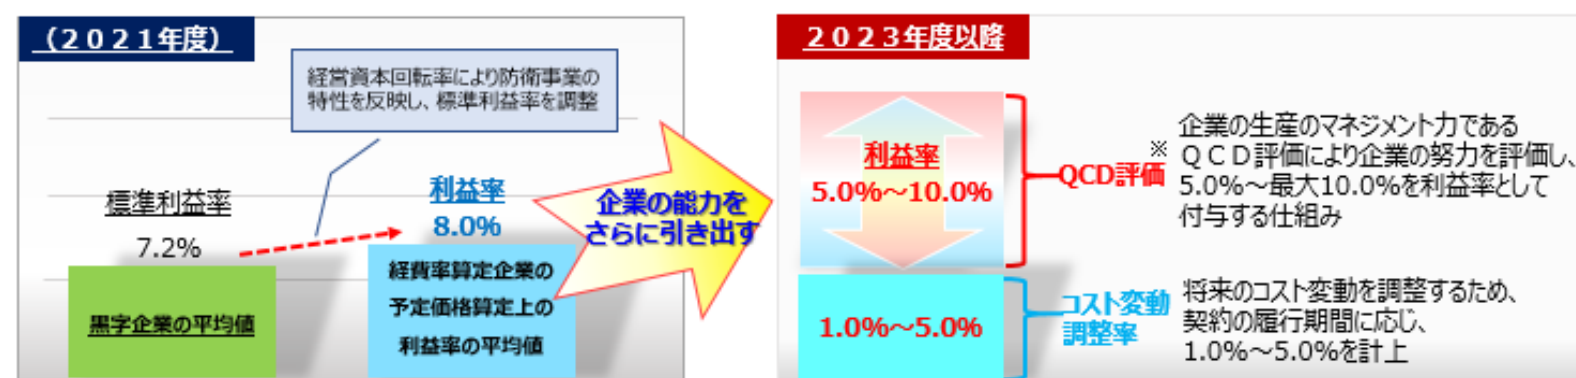 （２０２１年度）
経営資本回転率により防衛事業の
特性を反映し、標準利益率を調整
標準利益率
7.2%
黒字企業の平均値
利益率
8.0%
経費率算定企業の
予定価格算定上の
利益率の平均値
企業の能力を
さらに引き出す
２０２３年度以降
利益率
5.0%～10.0%
QCD評価
※
企業の生産のマネジメント力である
ＱＣＤ評価により企業の努力を評価し、
5.0%～最大10.0%を利益率として
付与する仕組み
1.0%～5.0%
コスト変動
調整率
将来のコスト変動を調整するため、
契約の履行期間に応じ、
1.0%～5.0%を計上